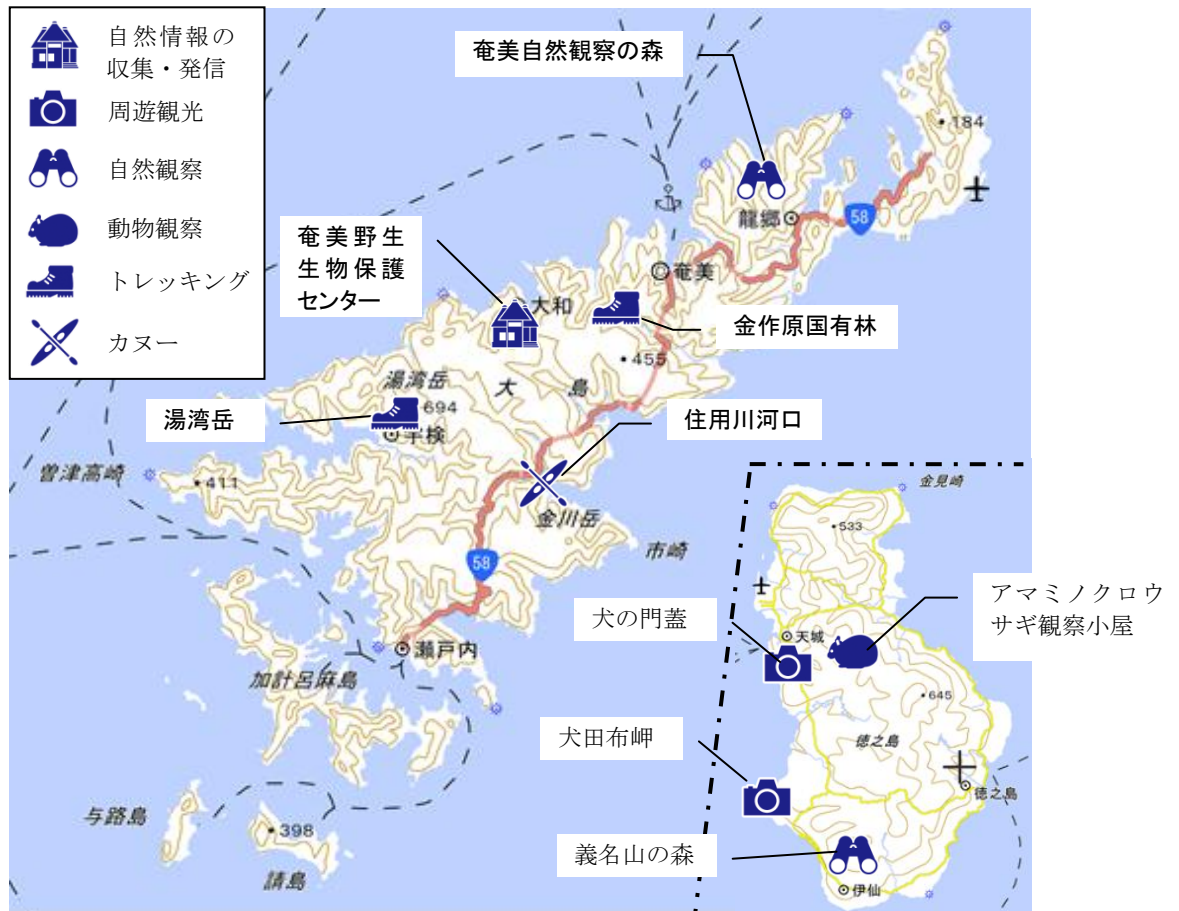 自然情報の
収集・発信
周遊観光
自然観察
動物観察
トレッキング
カヌー
奄美自然観察の森
184
龍郷
58
奄美野生
生物保護
センター
奄美
大和
金作原国有林
455
湯湾岳
大島
694
湯湾岳
宇検
住用川河口
曽津高崎
411
金川岳
市崎
58
瀬戸内
加計呂麻島
与路島
398
請島
金見崎
533
アマミノクロウ
サギ観察小屋
犬の門蓋
天城
645
犬田布岬
徳之島
徳之島
義名山の森
伊仙